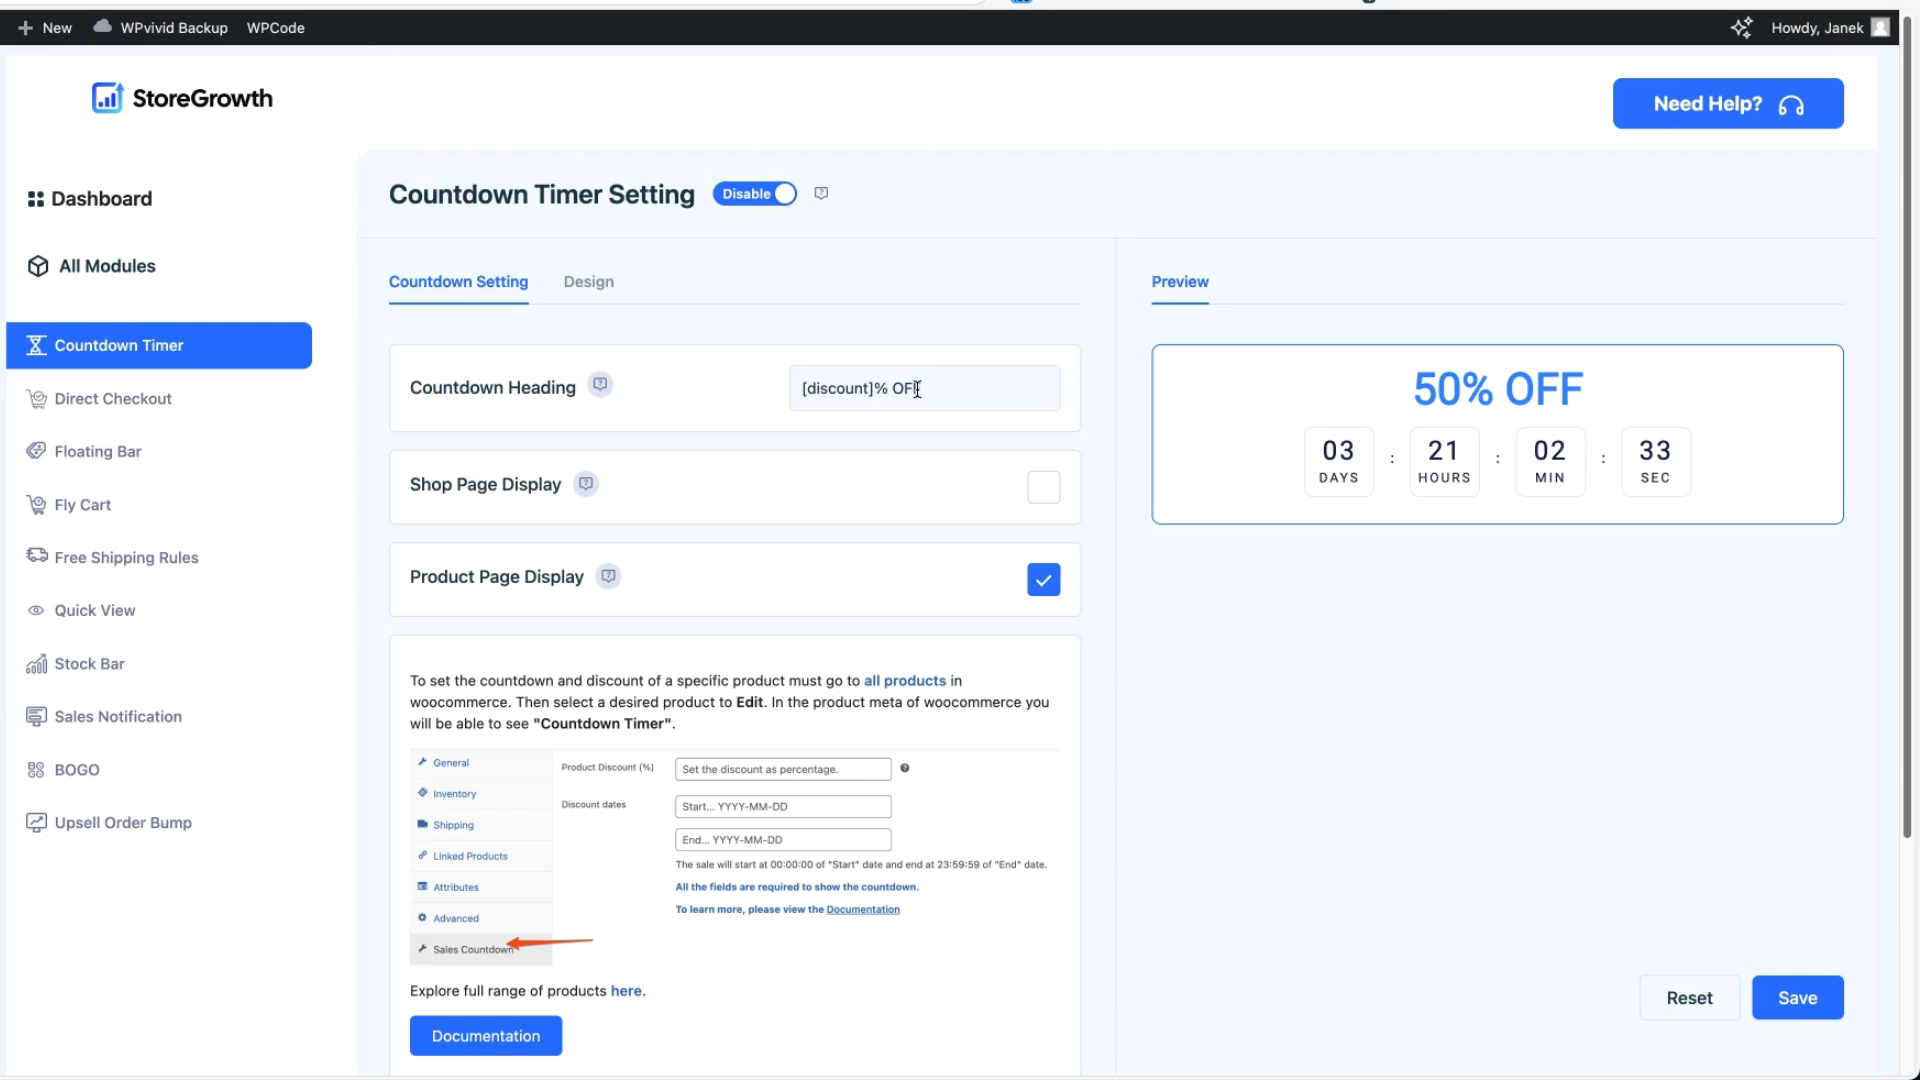 New
WPvivid Backup
WPCode
Howdy, Janek
StoreGrowth
Need Help?
Dashboard
All Modules
Countdown Timer
Direct Checkout
Floating Bar
Fly Cart
Free Shipping Rules
Quick View
Stock Bar
Sales Notification
BOGO
Upsell Order Bump
Countdown Timer Setting
Disable
Countdown Setting
Design
Countdown Heading
[discount]% OFF
Shop Page Display
Product Page Display
To set the countdown and discount of a specific product must go to all products in
woocommerce. Then select a desired product to Edit. In the product meta of woocommerce you
will be able to see "Countdown Timer".
General
Inventory
Shipping
Linked Products
Attributes
Advanced
Sales Countdown
Product Discount (%)
Set the discount as percentage.
Discount dates
Start... YYYY-MM-DD
End... YYYY-MM-DD
The sale will start at 00:00:00 of "Start" date and end at 23:59:59 of "End" date.
All the fields are required to show the countdown.
To learn more, please view the Documentation
Explore full range of products here.
Documentation
Preview
50% OFF
03 : 21 : 02 : 33
DAYS HOURS MIN SEC
Reset
Save